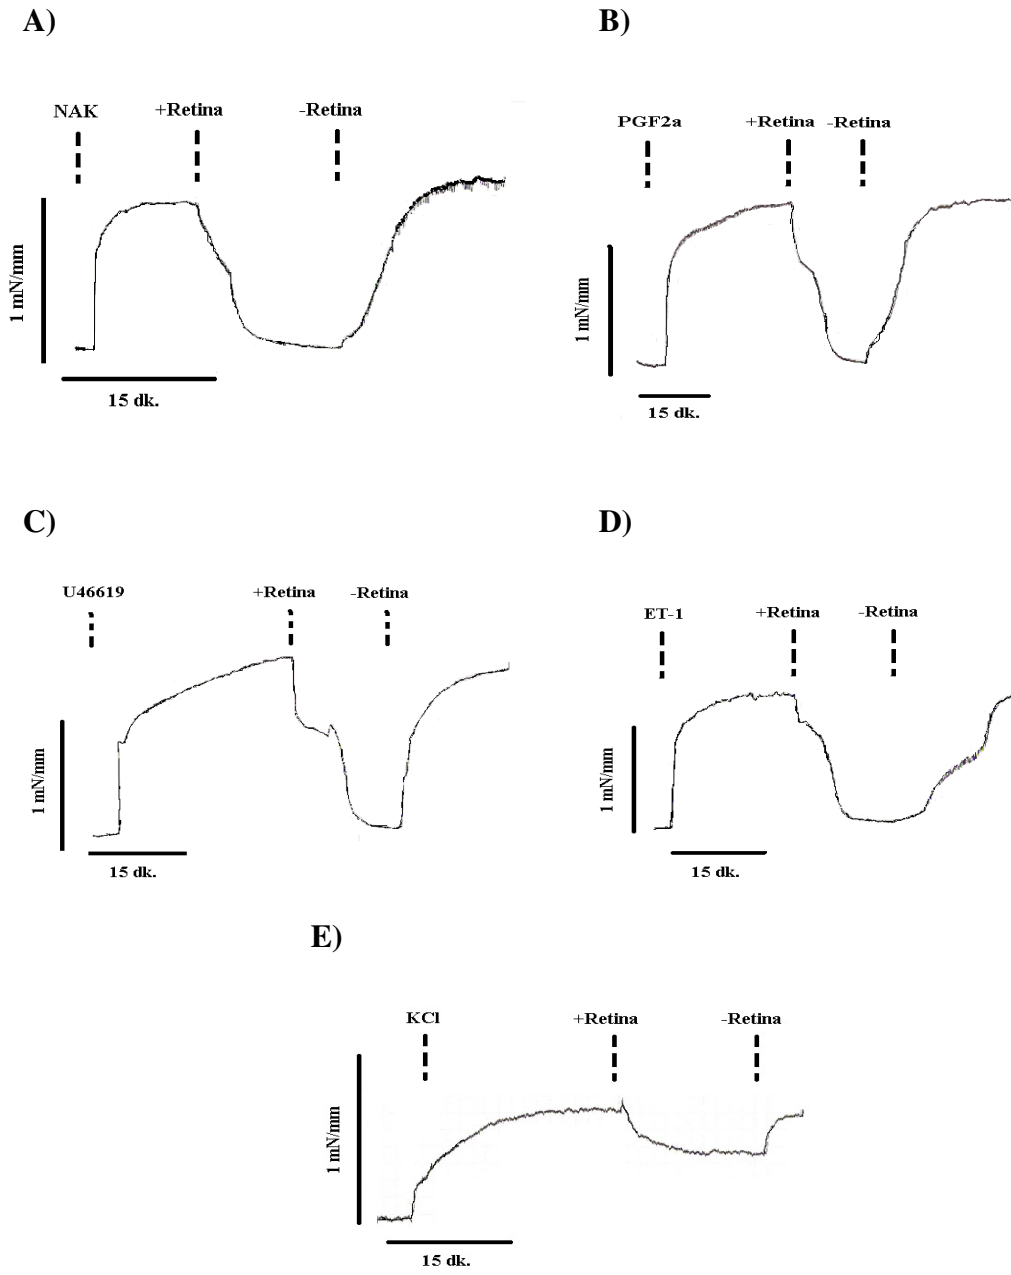 A)
NAK +Retina -Retina
1 mN/mm
15 dk.
B)
PGF2a +Retina -Retina
1 mN/mm
15 dk.
C)
U46619 +Retina -Retina
1 mN/mm
15 dk.
D)
ET-1 +Retina -Retina
1 mN/mm
15 dk.
E)
KCl +Retina -Retina
1 mN/mm
15 dk.